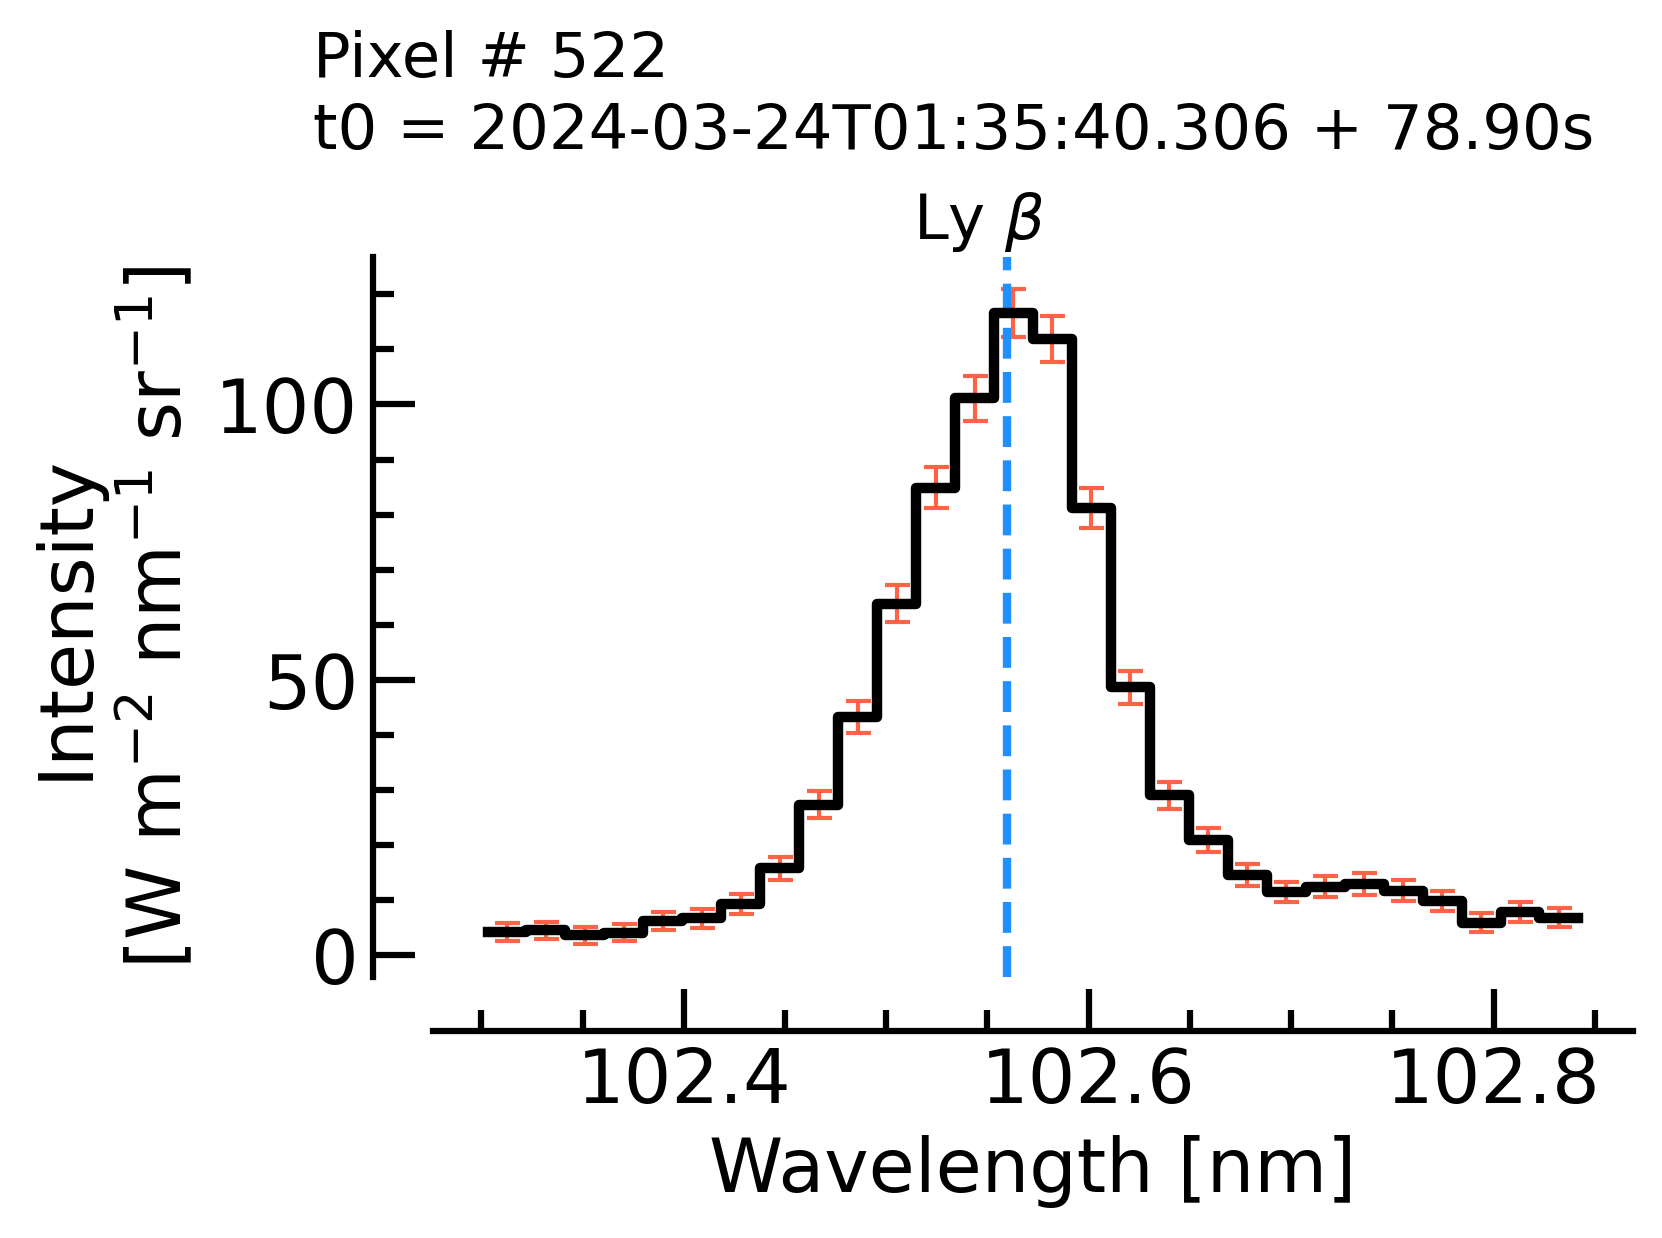 Pixel # 522
t0 = 2024-03-24T01:35:40.306 + 78.90s
Ly β
Intensity
[W m⁻² nm⁻¹ sr⁻¹]
100
50
0
102.4 102.6 102.8
Wavelength [nm]